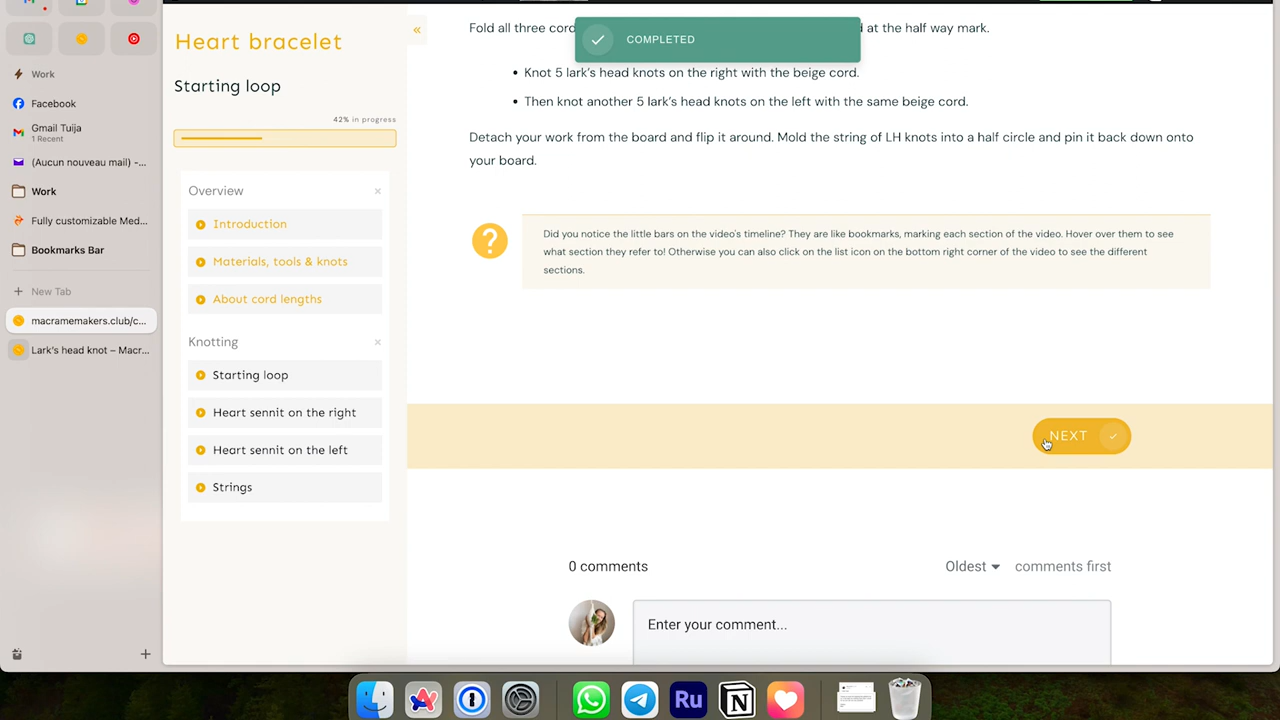 Work
Facebook
Gmail Tuija
1 Recent
(Aucun nouveau mail) -...
Work
Fully customizable Med...
Bookmarks Bar
New Tab
macramemakers.club/c...
Lark's head knot – Macr...
Heart bracelet
«
Starting loop
42% in progress
Overview
Introduction
Materials, tools & knots
About cord lengths
Knotting
Starting loop
Heart sennit on the right
Heart sennit on the left
Strings
COMPLETED
Fold all three cord
d at the half way mark.
• Knot 5 lark's head knots on the right with the beige cord.
• Then knot another 5 lark's head knots on the left with the same beige cord.
Detach your work from the board and flip it around. Mold the string of LH knots into a half circle and pin it back down onto
your board.
?
Did you notice the little bars on the video's timeline? They are like bookmarks, marking each section of the video. Hover over them to see
what section they refer to! Otherwise you can also click on the list icon on the bottom right corner of the video to see the different
sections.
NEXT
0 comments
Oldest
comments first
Enter your comment...
Ru